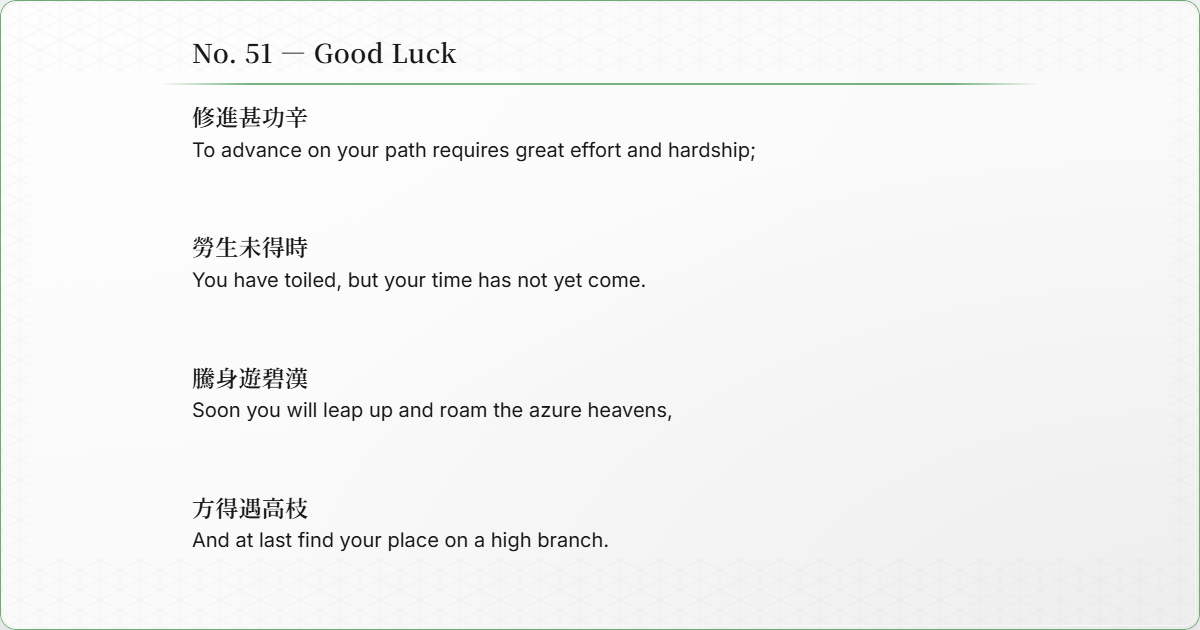 No. 51 — Good Luck
修進甚功辛
To advance on your path requires great effort and hardship;
勞生未得時
You have toiled, but your time has not yet come.
騰身遊碧漢
Soon you will leap up and roam the azure heavens,
方得遇高枝
And at last find your place on a high branch.